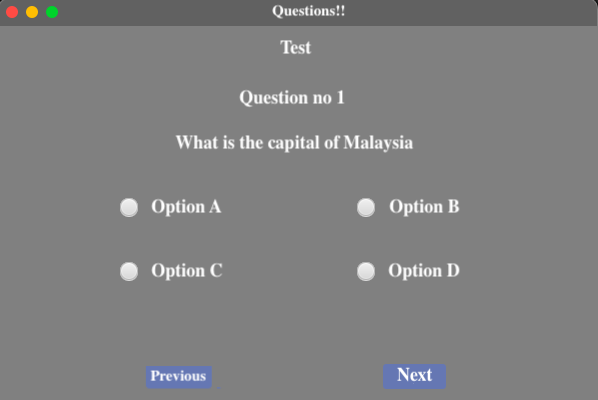 Questions!!
Test
Question no 1
What is the capital of Malaysia
Option A
Option B
Option C
Option D
Previous
Next